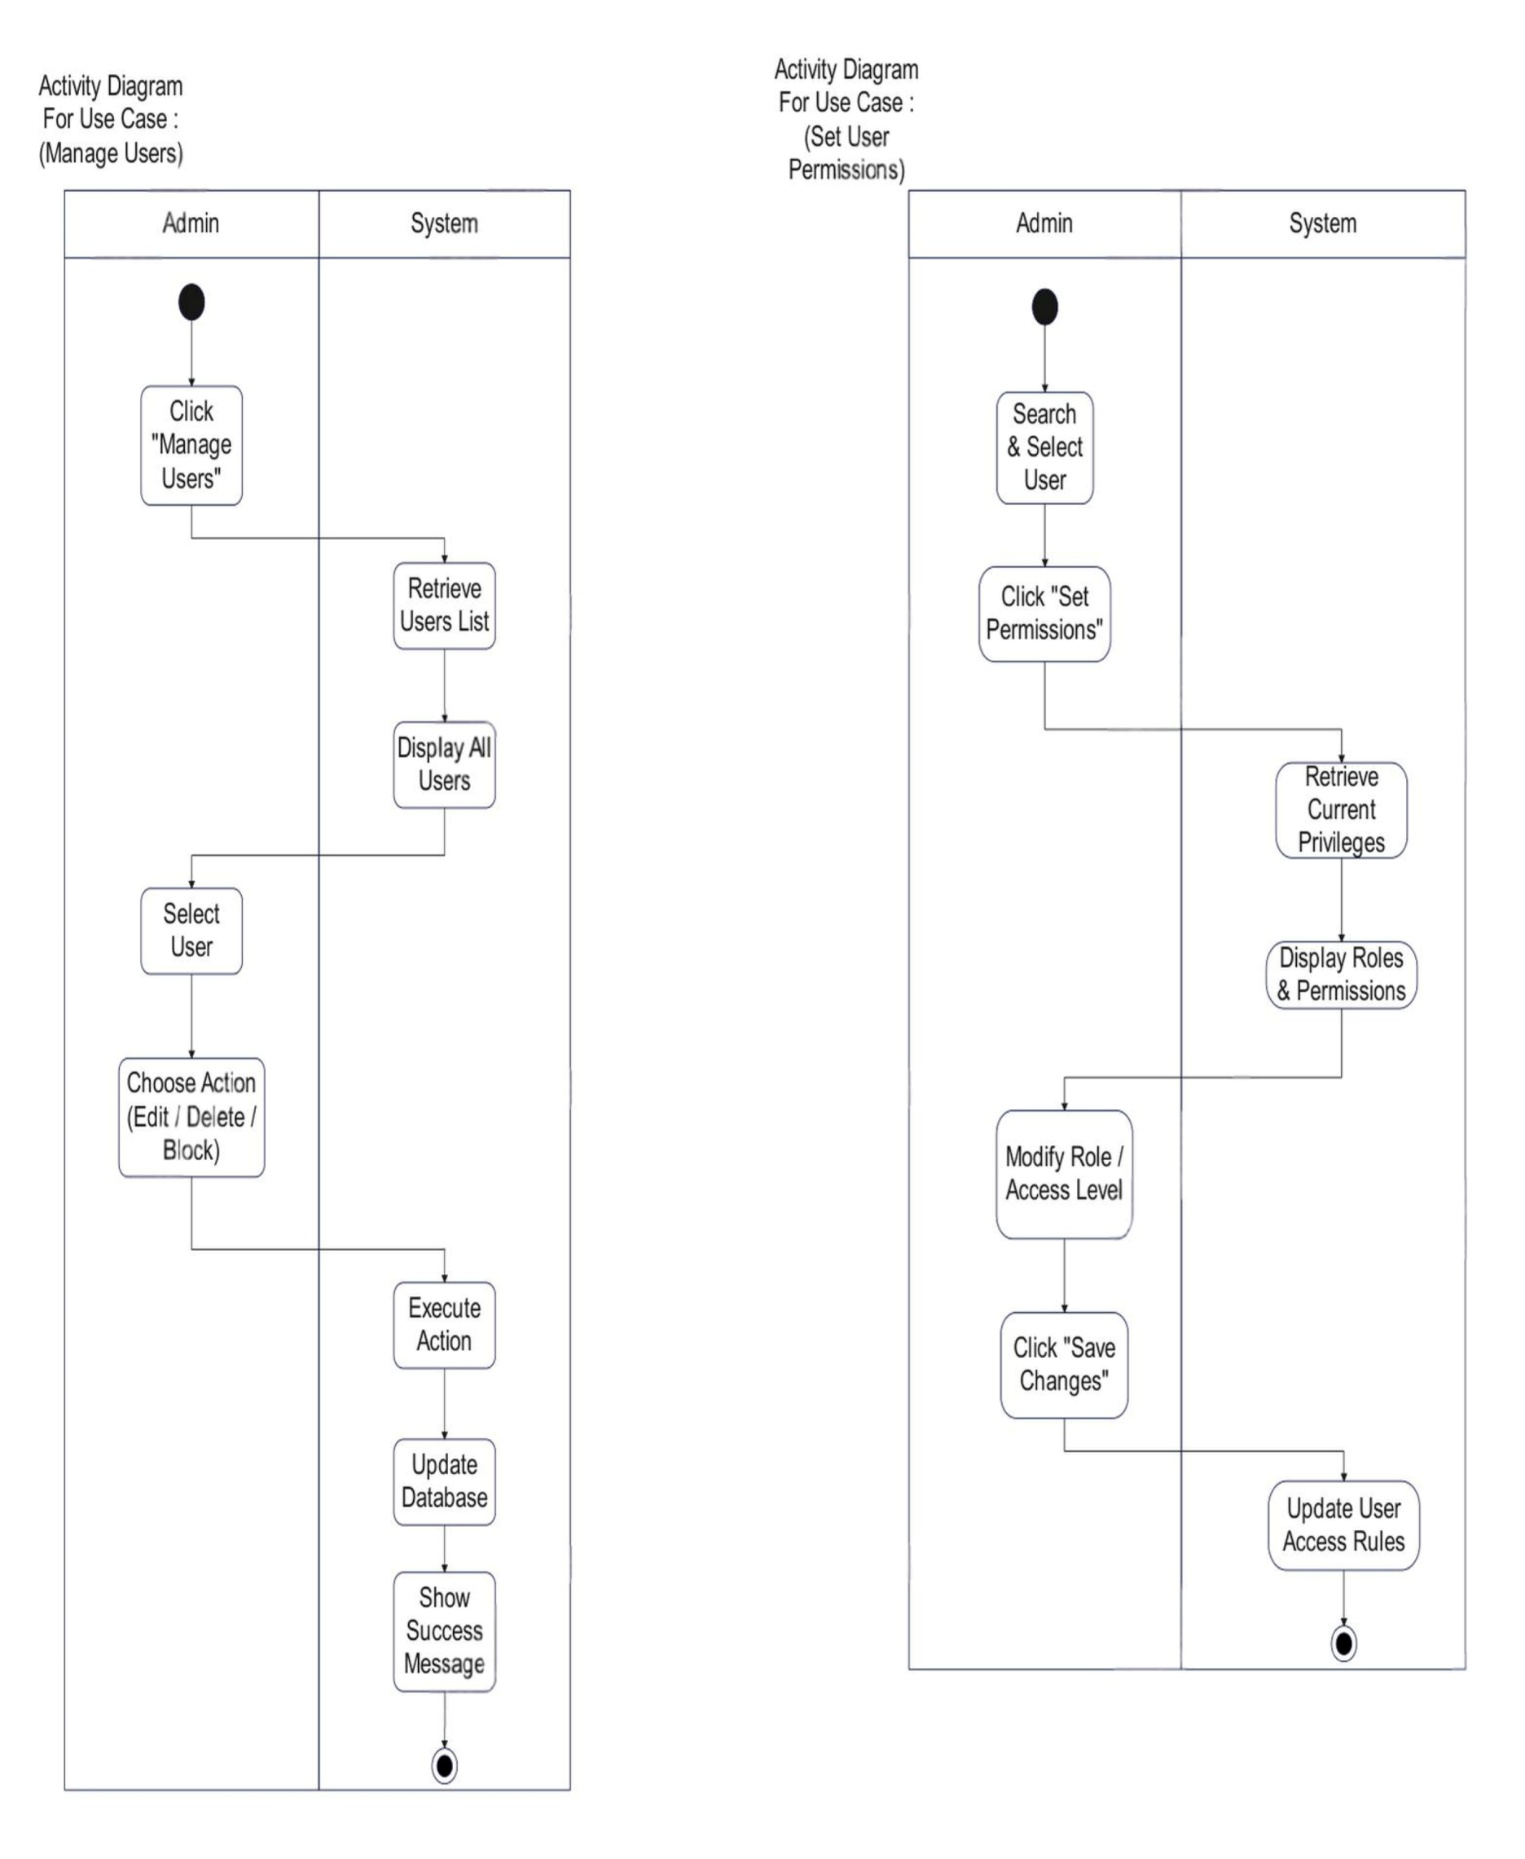 Activity Diagram
For Use Case :
(Manage Users)
Admin
System
Click
"Manage
Users"
Retrieve
Users List
Display All
Users
Select
User
Choose Action
(Edit / Delete /
Block)
Execute
Action
Update
Database
Show
Success
Message
Activity Diagram
For Use Case :
(Set User
Permissions)
Admin
System
Search
& Select
User
Click "Set
Permissions"
Retrieve
Current
Privileges
Display Roles
& Permissions
Modify Role /
Access Level
Click "Save
Changes"
Update User
Access Rules